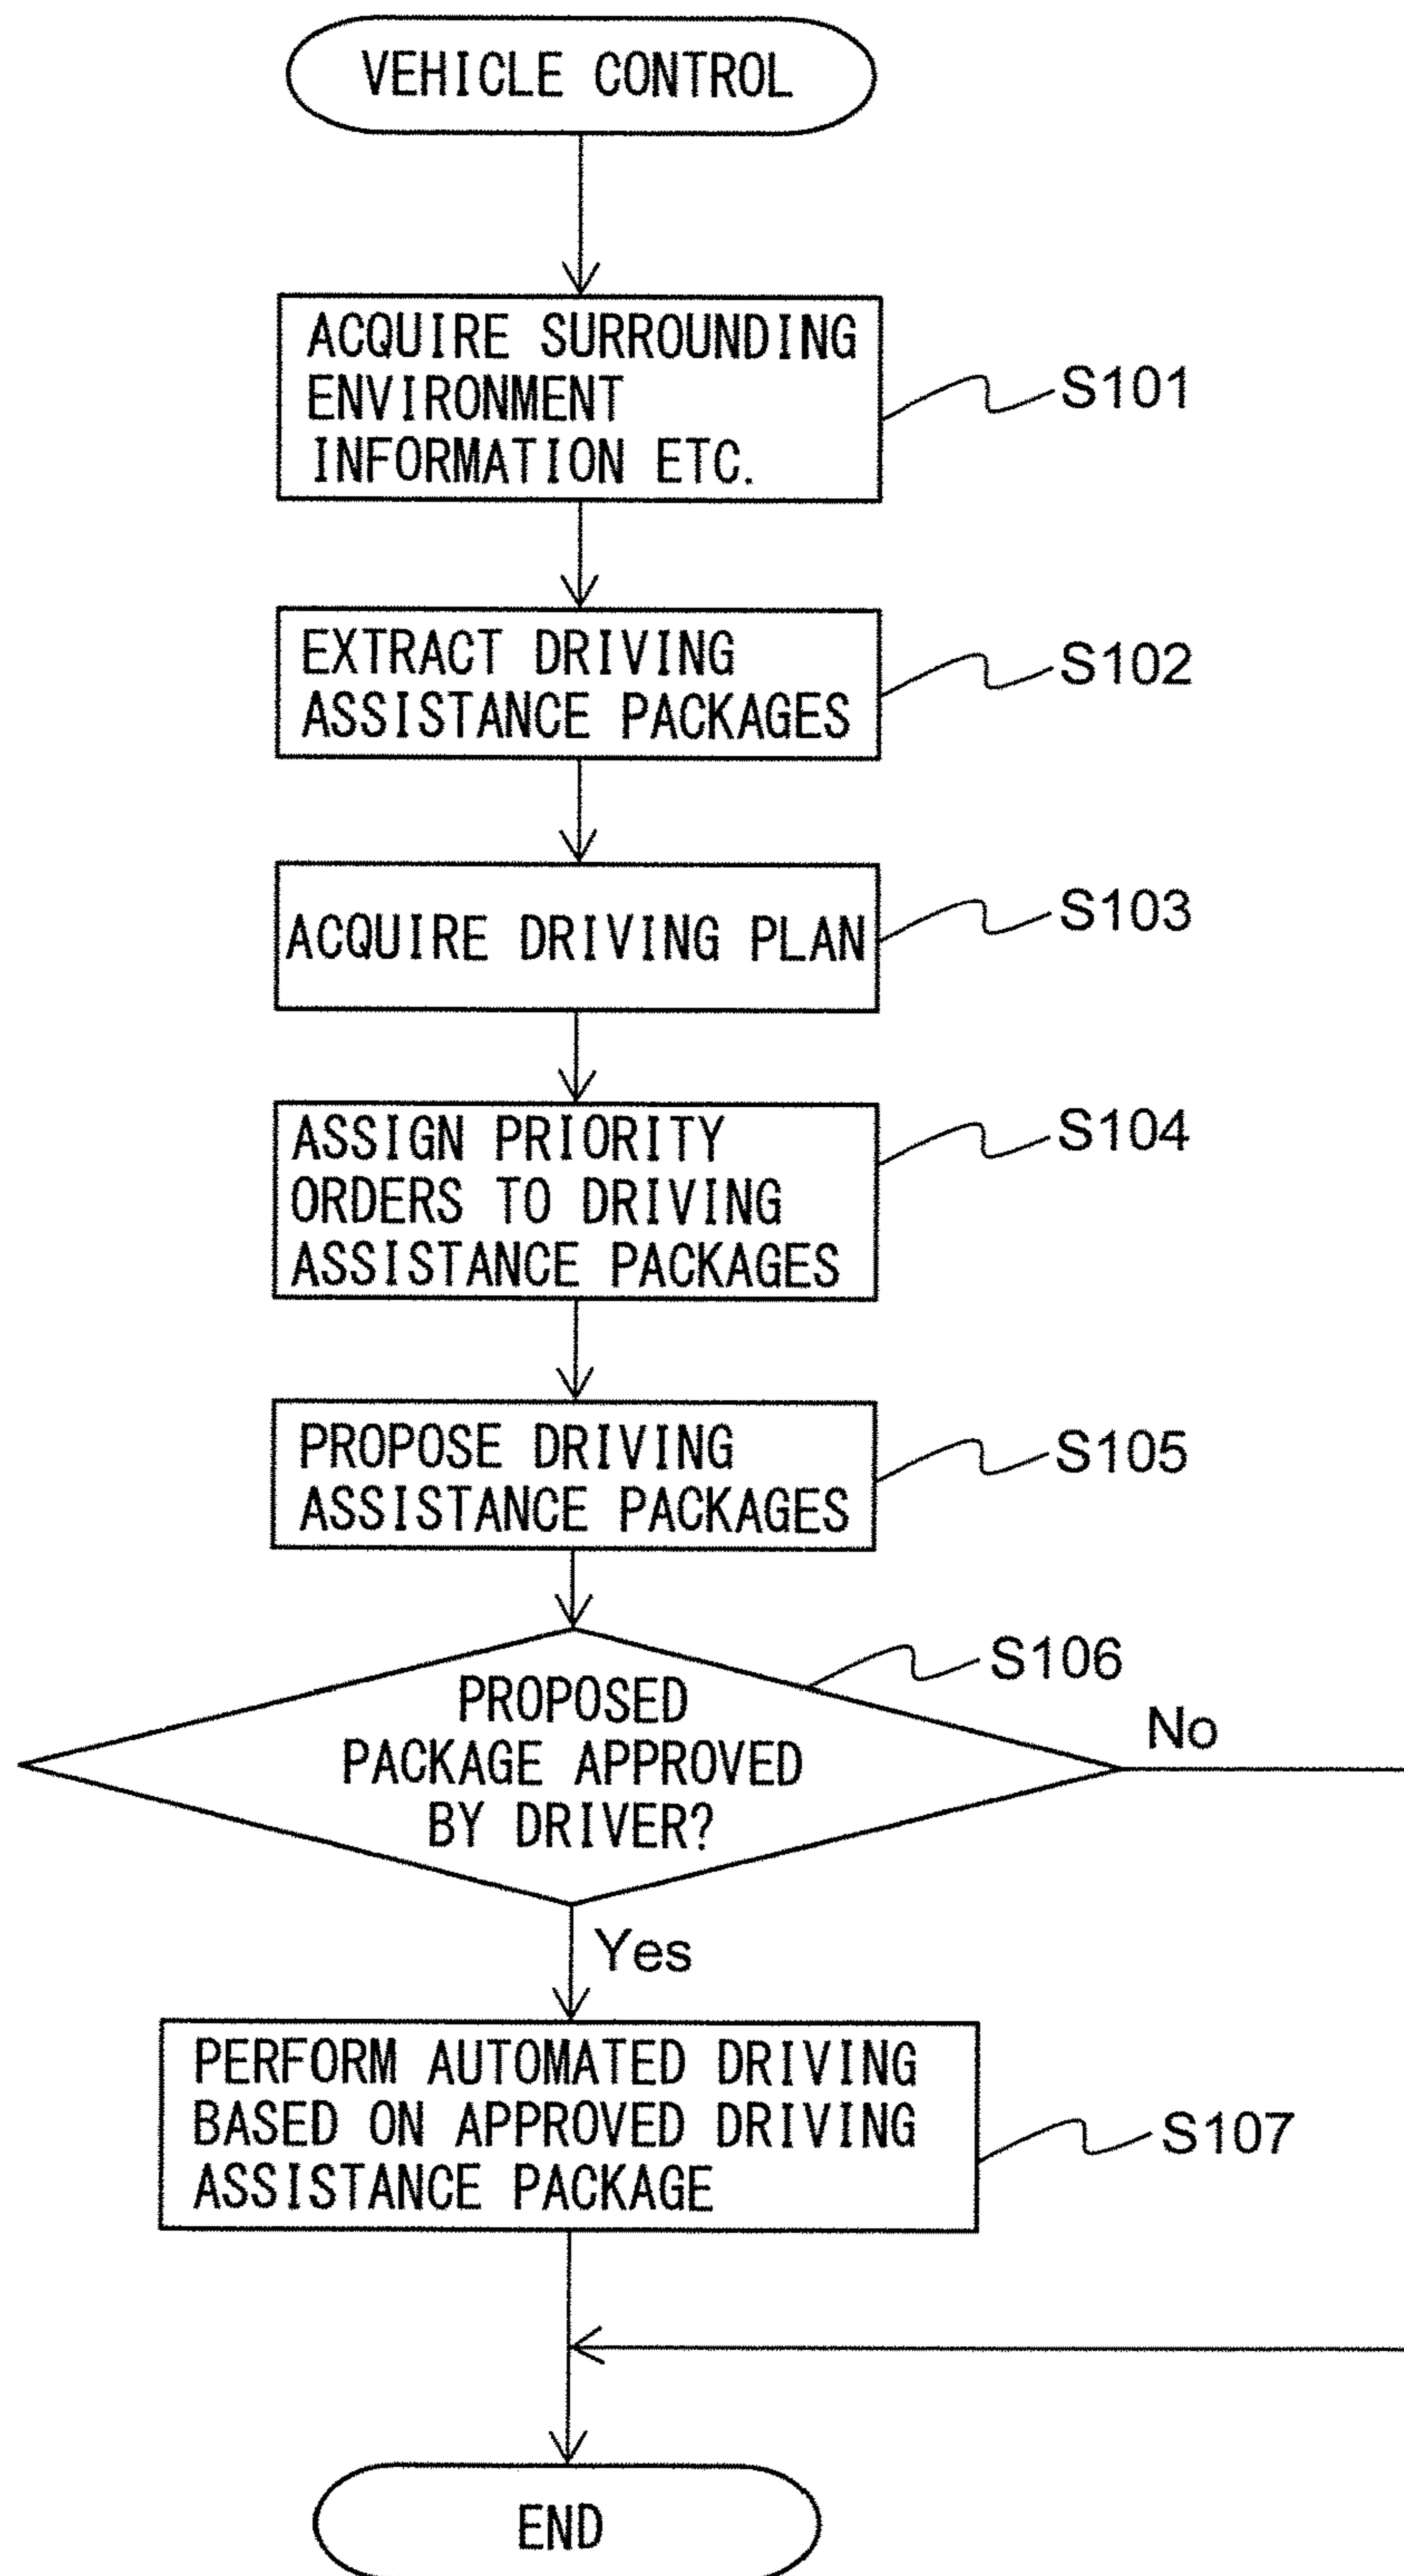 VEHICLE CONTROL
ACQUIRE SURROUNDING
ENVIRONMENT
INFORMATION ETC.
S101
EXTRACT DRIVING
ASSISTANCE PACKAGES
S102
ACQUIRE DRIVING PLAN
S103
ASSIGN PRIORITY
ORDERS TO DRIVING
ASSISTANCE PACKAGES
S104
PROPOSE DRIVING
ASSISTANCE PACKAGES
S105
PROPOSED
PACKAGE APPROVED
BY DRIVER?
S106
No
Yes
PERFORM AUTOMATED DRIVING
BASED ON APPROVED DRIVING
ASSISTANCE PACKAGE
S107
END